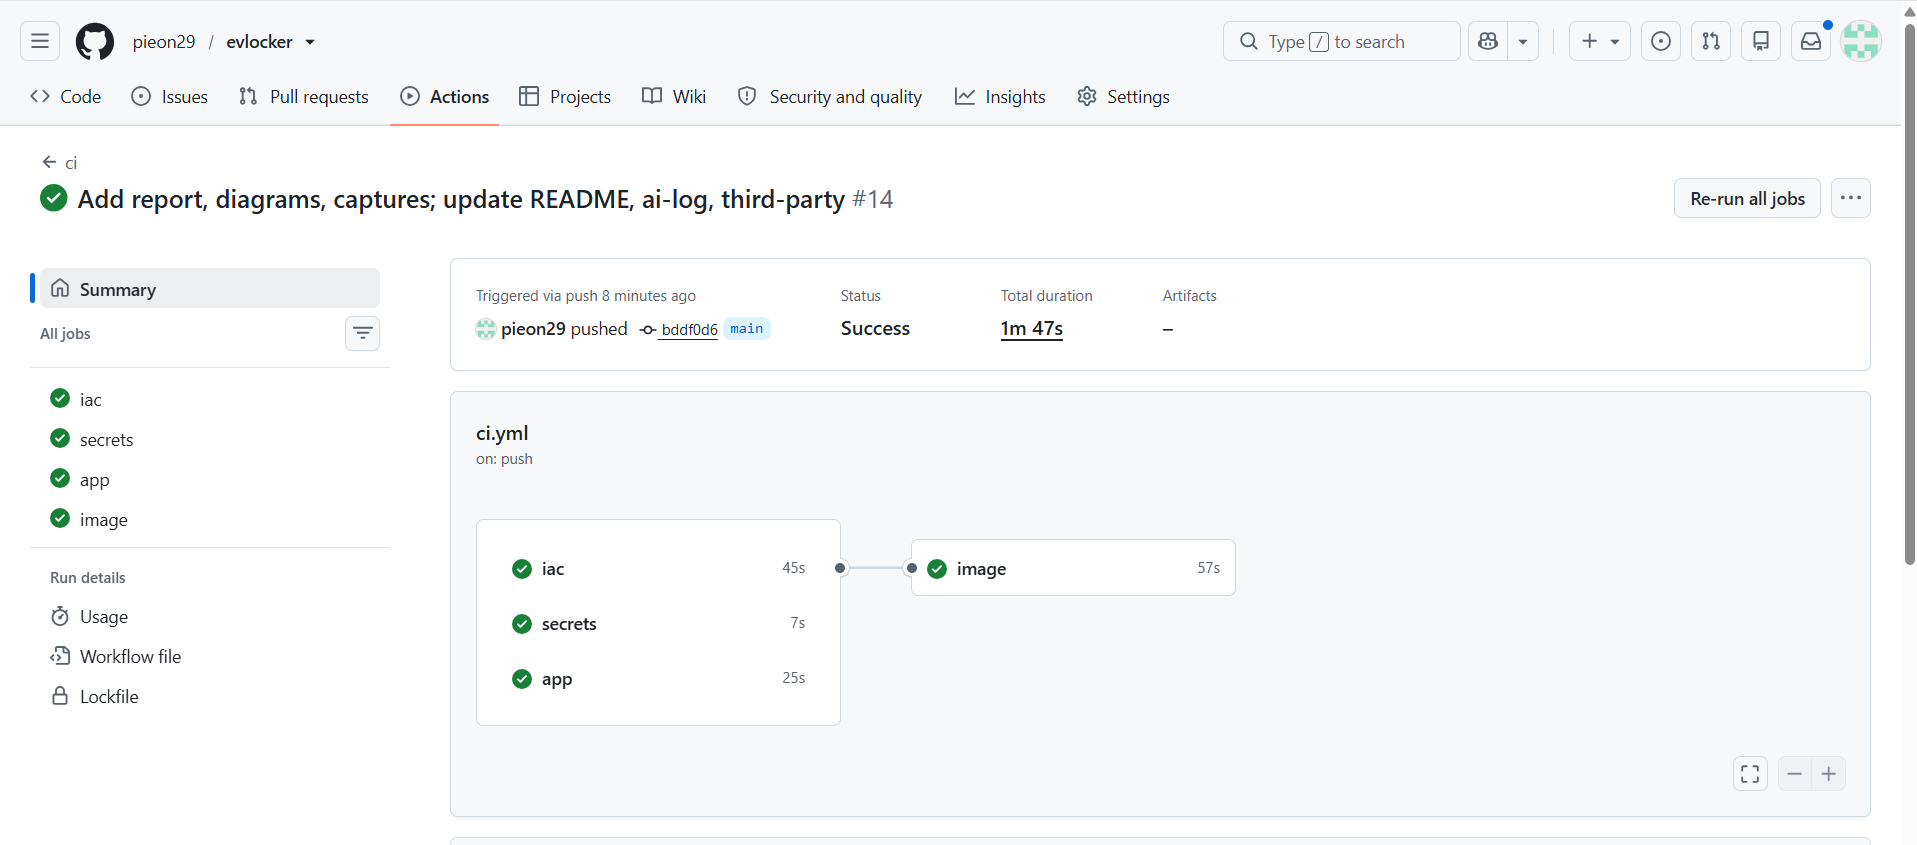 pieon29 / evlocker
Type / to search
Code
Issues
Pull requests
Actions
Projects
Wiki
Security and quality
Insights
Settings
ci
Add report, diagrams, captures; update README, ai-log, third-party #14
Re-run all jobs
Summary
All jobs
iac
secrets
app
image
Run details
Usage
Workflow file
Lockfile
Triggered via push 8 minutes ago
pieon29 pushed bddf0d6 main
Status
Success
Total duration
1m 47s
Artifacts
–
ci.yml
on: push
iac 45s
secrets 7s
app 25s
image 57s